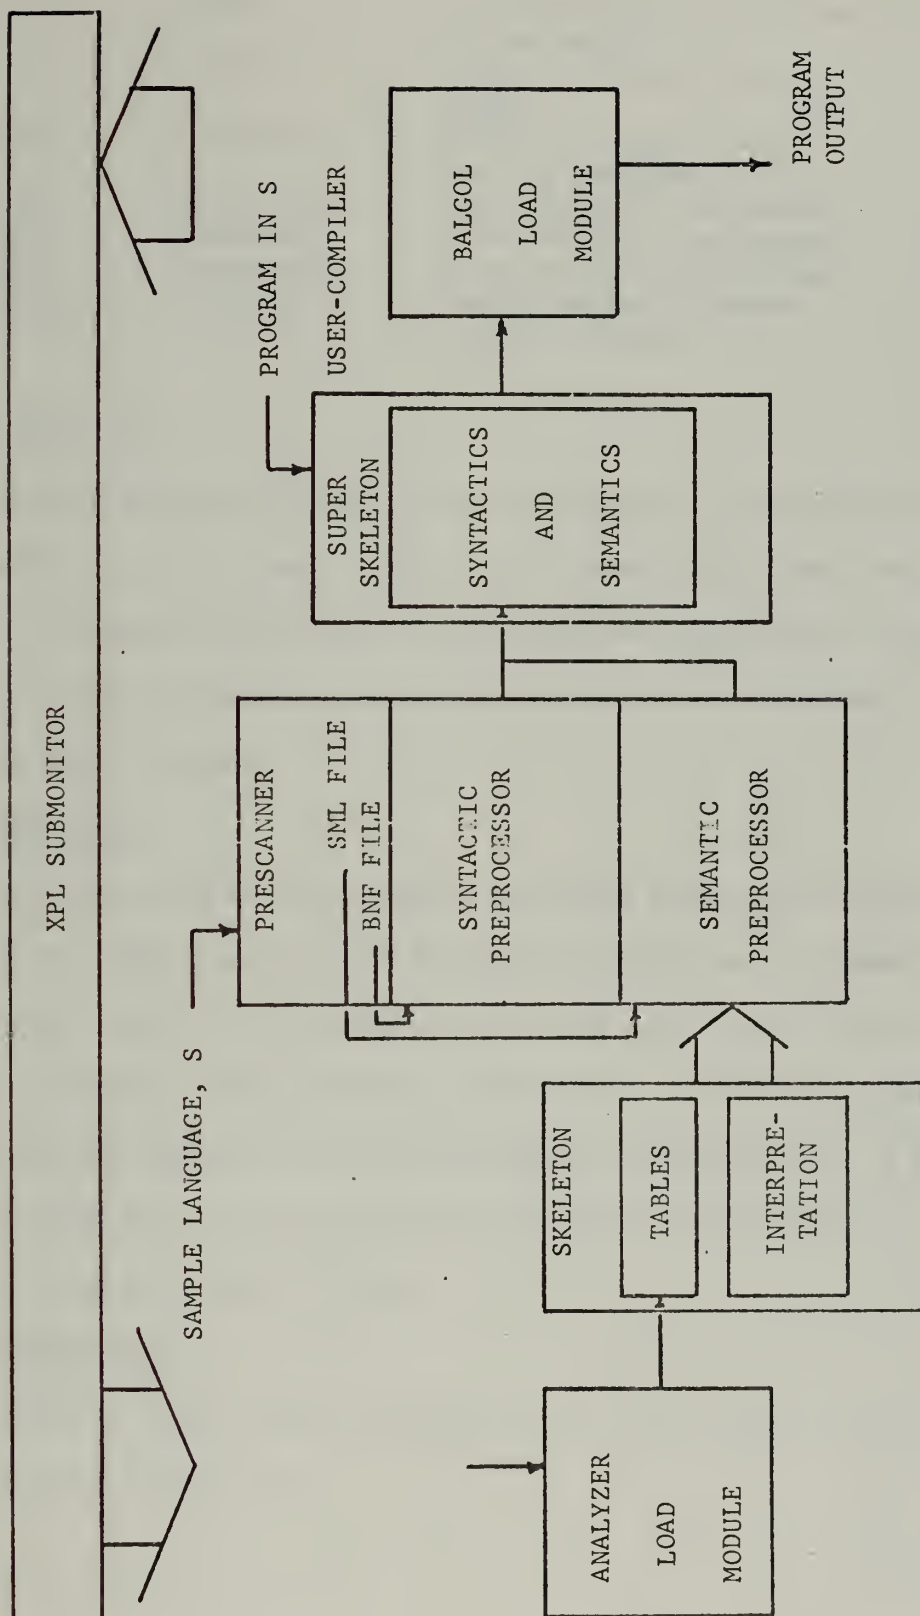 XPL SUBMONITOR
SAMPLE LANGUAGE, S
PROGRAM IN S
USER-COMPILER
PRESCANNER
SML FILE
BNF FILE
SYNTACTIC
PREPROCESSOR
SEMANTIC
PREPROCESSOR
SUPER
SKELETON
SYNTACTICS
AND
SEMANTICS
BALGOL
LOAD
MODULE
PROGRAM
OUTPUT
ANALYZER
LOAD
MODULE
SKELETON
TABLES
INTERPRE-
TATION